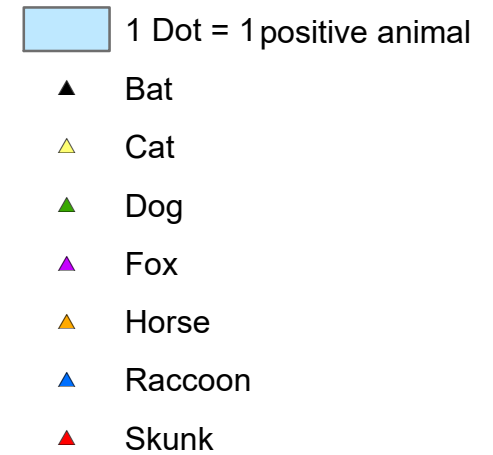 1 Dot = 1 positive animal
Bat
Cat
Dog
Fox
Horse
Raccoon
Skunk